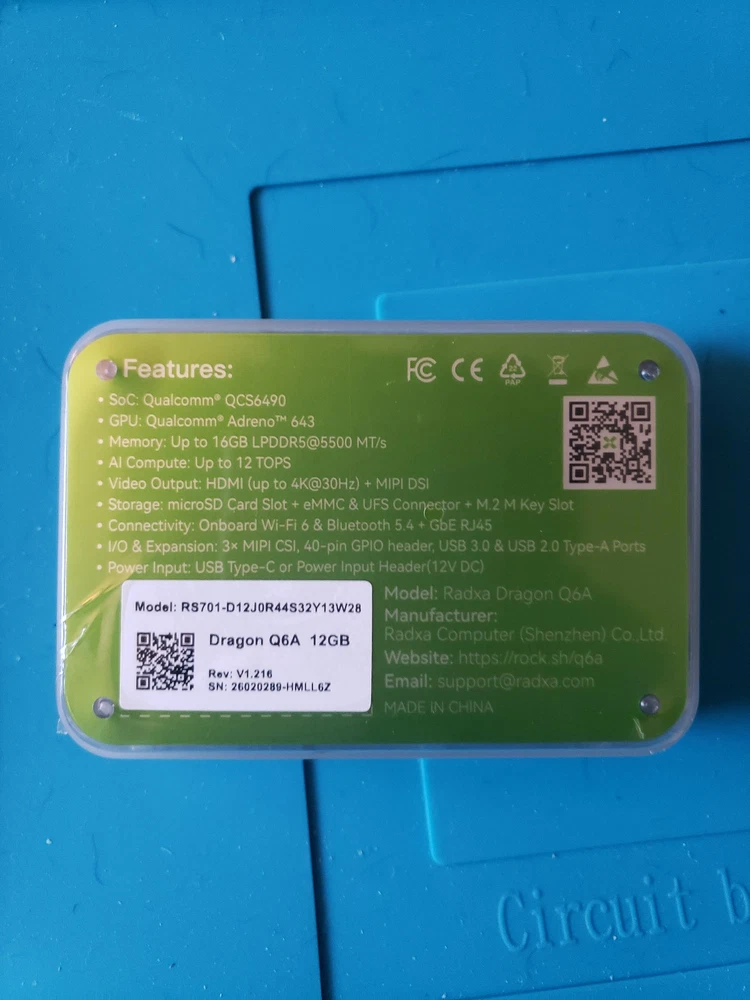 Features:
• SoC: Qualcomm® QCS6490
• GPU: Qualcomm® Adreno™ 643
• Memory: Up to 16GB LPDDR5@5500 MT/s
• AI Compute: Up to 12 TOPS
• Video Output: HDMI (up to 4K@30Hz) + MIPI DSI
• Storage: microSD Card Slot + eMMC & UFS Connector + M.2 M Key Slot
• Connectivity: Onboard Wi-Fi 6 & Bluetooth 5.4 + GbE RJ45
• I/O & Expansion: 3× MIPI CSI, 40-pin GPIO header, USB 3.0 & USB 2.0 Type-A Ports
• Power Input: USB Type-C or Power Input Header(12V DC)
FC CE 22 PAP
Model: RS701-D12J0R44S32Y13W28
Dragon Q6A 12GB
Rev: V1.216
SN: 26020289-HMLL6Z
Model: Radxa Dragon Q6A
Manufacturer:
Radxa Computer (Shenzhen) Co.,Ltd.
Website: https://rock.sh/q6a
Email: support@radxa.com
MADE IN CHINA
Circuit b